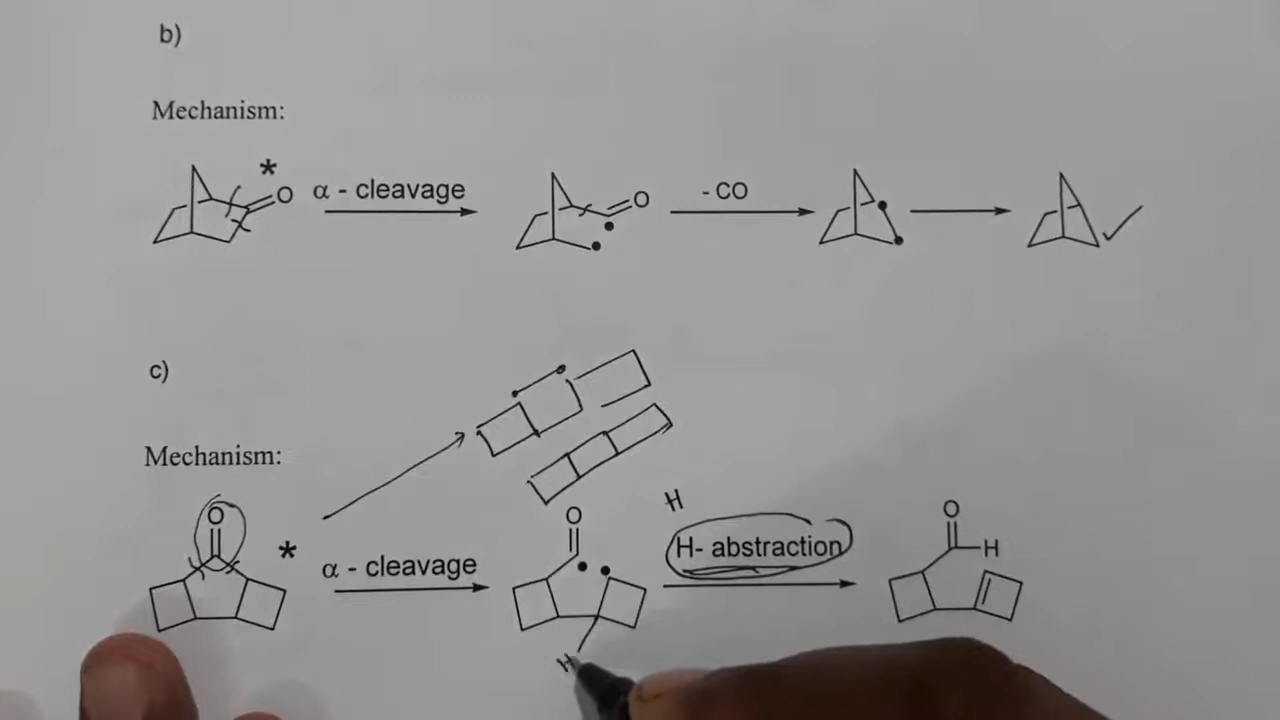 b)
Mechanism:
* O α - cleavage O - CO
c)
Mechanism:
H
O * α - cleavage O H- abstraction O H
H